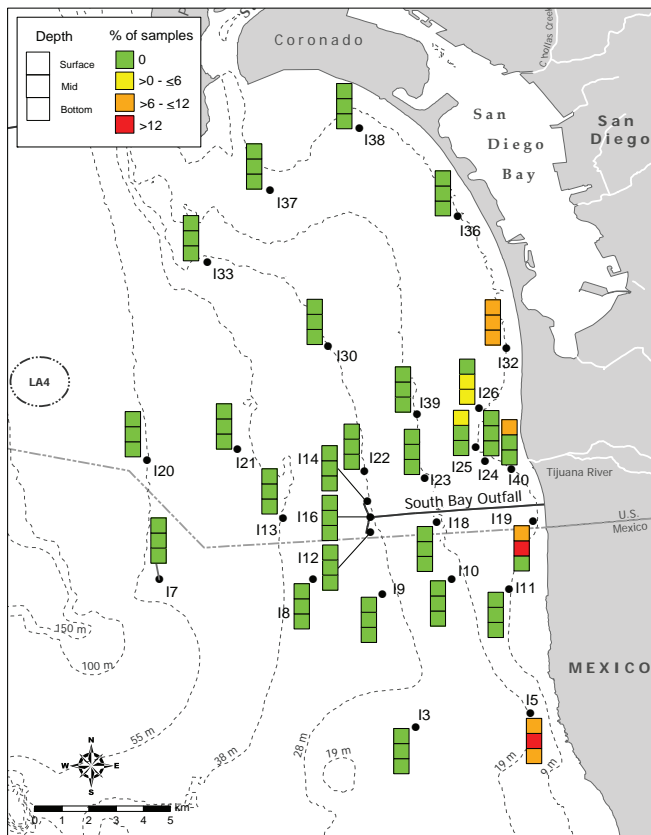 Depth
Surface
Mid
Bottom
% of samples
0
>0 - ≤6
>6 - ≤12
>12
Coronado
Chollas Creek
San
Diego
Bay
San
Diego
I38
I37
I36
I33
I30
I32
LA4
I39
I26
I20
I21
I14
I22
I23
I25
I24
I40
Tijuana River
South Bay Outfall
I13
I16
I18
I19
U.S.
Mexico
I12
I7
I8
I9
I10
I11
150 m
100 m
MEXICO
55 m
38 m
28 m
19 m
I3
I5
19 m
9 m
N
W E
S
0 1 2 3 4 5
km